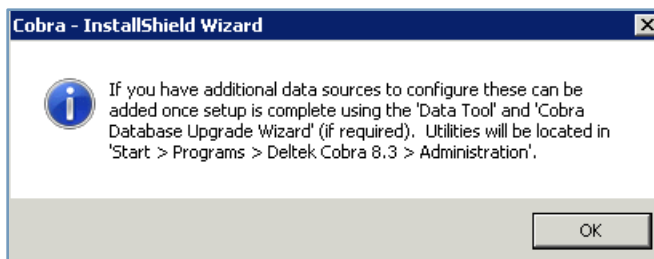 Cobra - InstallShield Wizard
If you have additional data sources to configure these can be
added once setup is complete using the 'Data Tool' and 'Cobra
Database Upgrade Wizard' (if required).  Utilities will be located in
'Start > Programs > Deltek Cobra 8.3 > Administration'.
OK